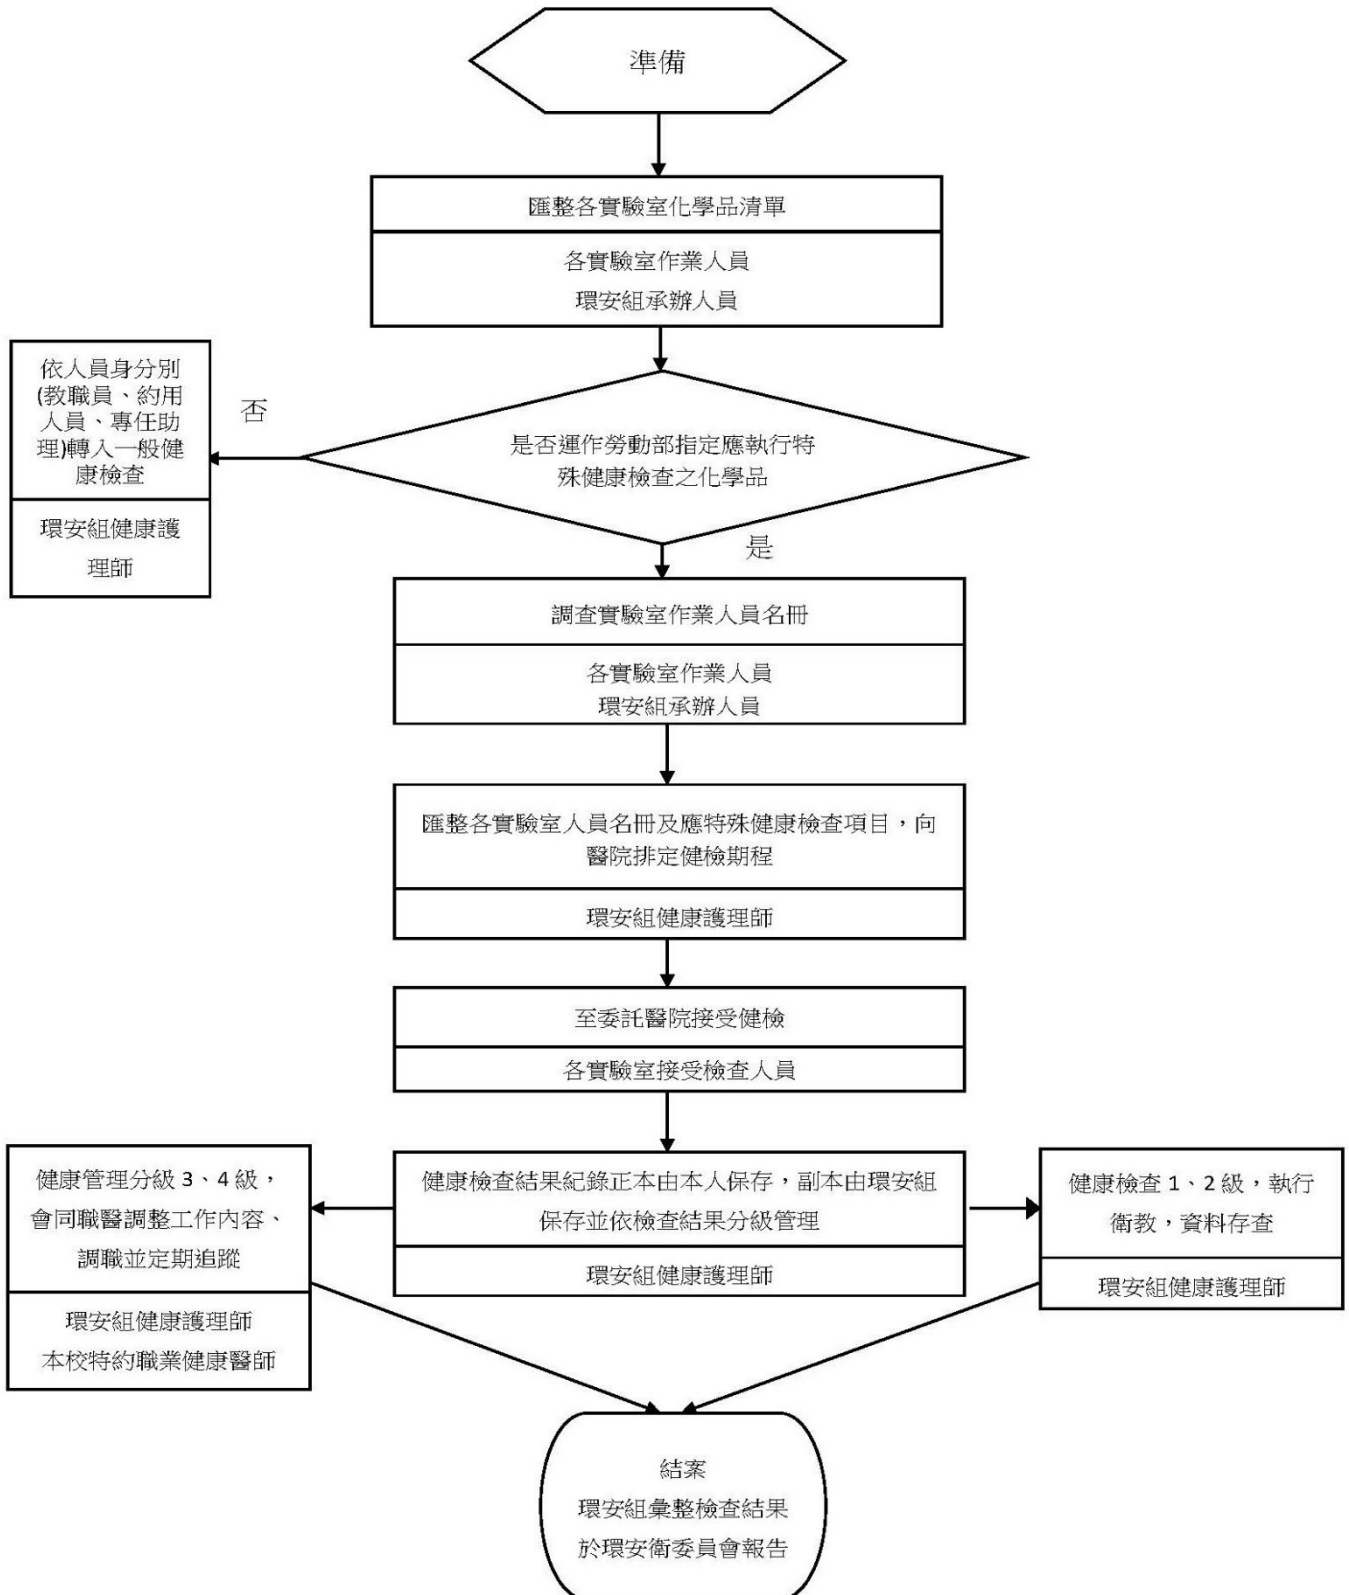 準備
匯整各實驗室化學品清單
各實驗室作業人員
環安組承辦人員
依人員身分別
(教職員、約用
人員、專任助
理)轉入一般健
康檢查
環安組健康護
理師
否
是否運作勞動部指定應執行特
殊健康檢查之化學品
是
調查實驗室作業人員名冊
各實驗室作業人員
環安組承辦人員
匯整各實驗室人員名冊及應特殊健康檢查項目，向
醫院排定健檢期程
環安組健康護理師
至委託醫院接受健檢
各實驗室接受檢查人員
健康管理分級 3、4 級，
會同職醫調整工作內容、
調職並定期追蹤
環安組健康護理師
本校特約職業健康醫師
健康檢查結果紀錄正本由本人保存，副本由環安組
保存並依檢查結果分級管理
環安組健康護理師
健康檢查 1、2 級，執行
衛教，資料存查
環安組健康護理師
結案
環安組彙整檢查結果
於環安衛委員會報告